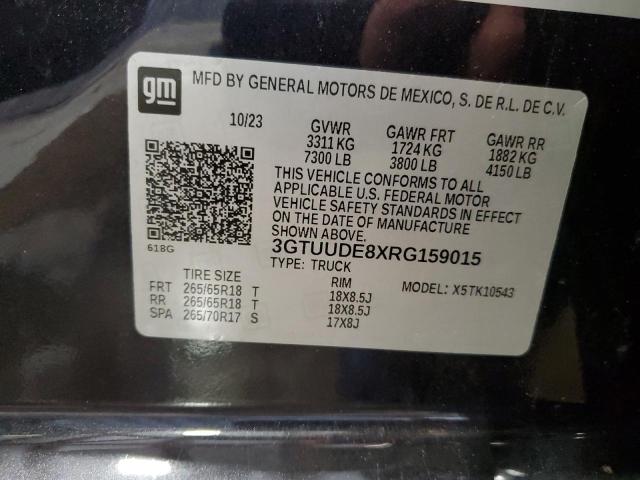 gm
MFD BY GENERAL MOTORS DE MEXICO, S. DE R.L. DE C.V.
10/23 GVWR GAWR FRT GAWR RR
3311 KG 1724 KG 1882 KG
7300 LB 3800 LB 4150 LB
THIS VEHICLE CONFORMS TO ALL
APPLICABLE U.S. FEDERAL MOTOR
VEHICLE SAFETY STANDARDS IN EFFECT
ON THE DATE OF MANUFACTURE
SHOWN ABOVE.
3GTUUDE8XRG159015
618G
TYPE: TRUCK
TIRE SIZE RIM MODEL: X5TK10543
FRT 265/65R18 T 18X8.5J
RR 265/65R18 T 18X8.5J
SPA 265/70R17 S 17X8J